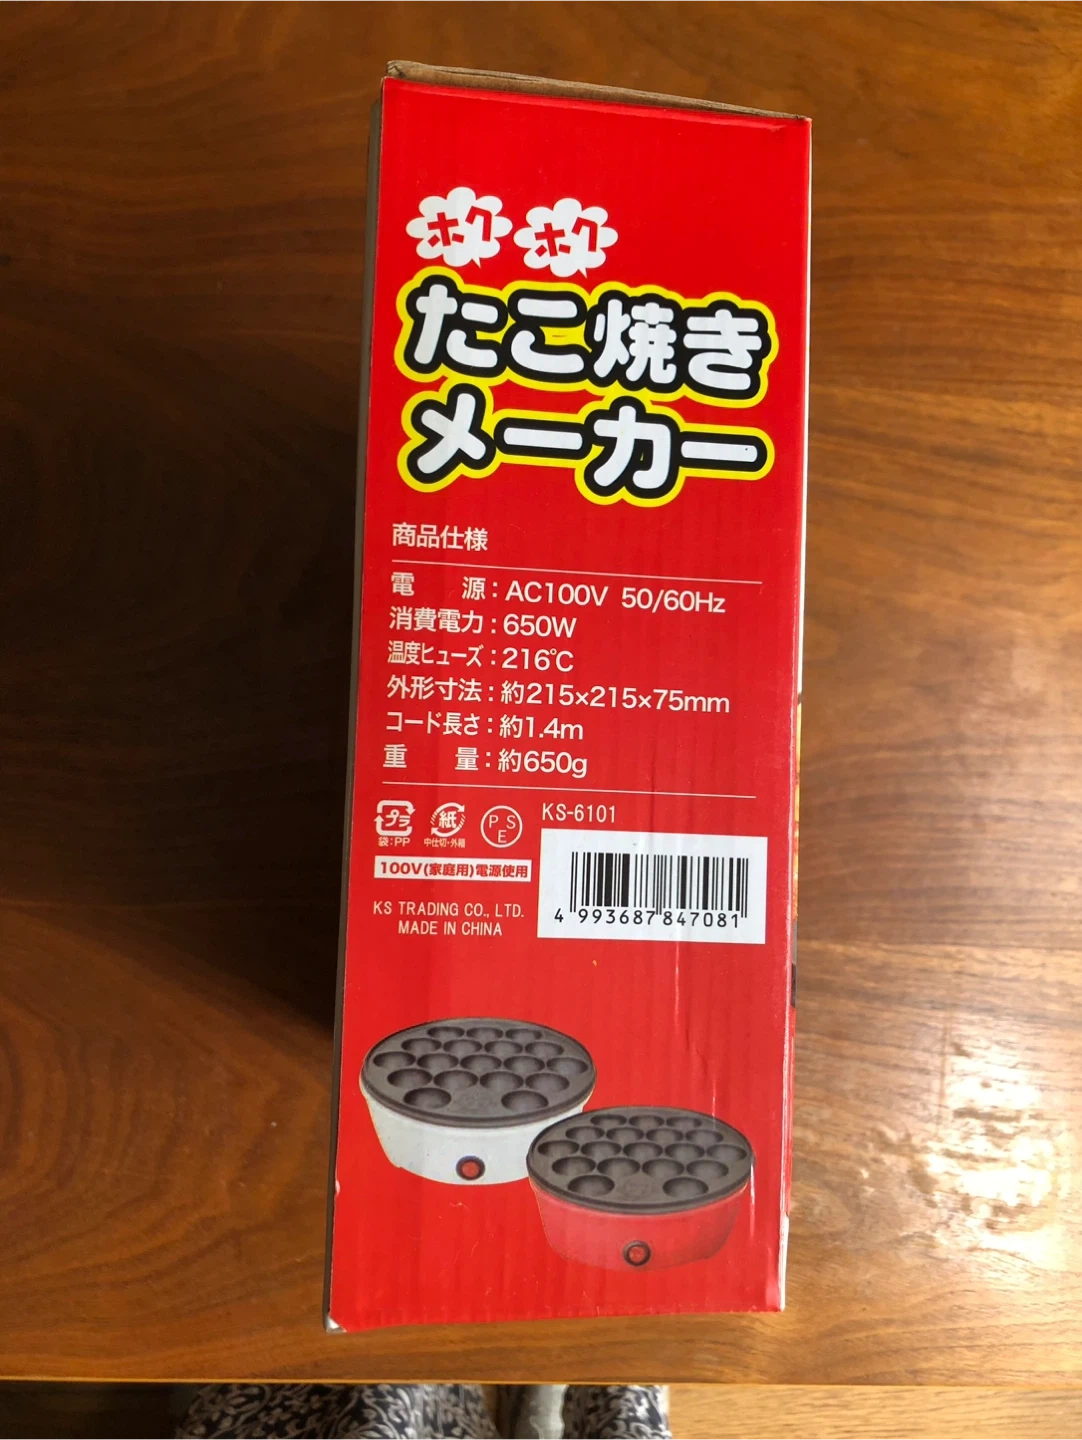 ホク ホク
たこ焼き
メーカー
商品仕様
電 源：AC100V 50/60Hz
消費電力：650W
温度ヒューズ：216℃
外形寸法：約215×215×75mm
コード長さ：約1.4m
重 量：約650g
プラ 紙 PSE KS-6101
袋:PP 中仕切・外箱
100V(家庭用)電源使用
4 993687 847081
KS TRADING CO., LTD.
MADE IN CHINA